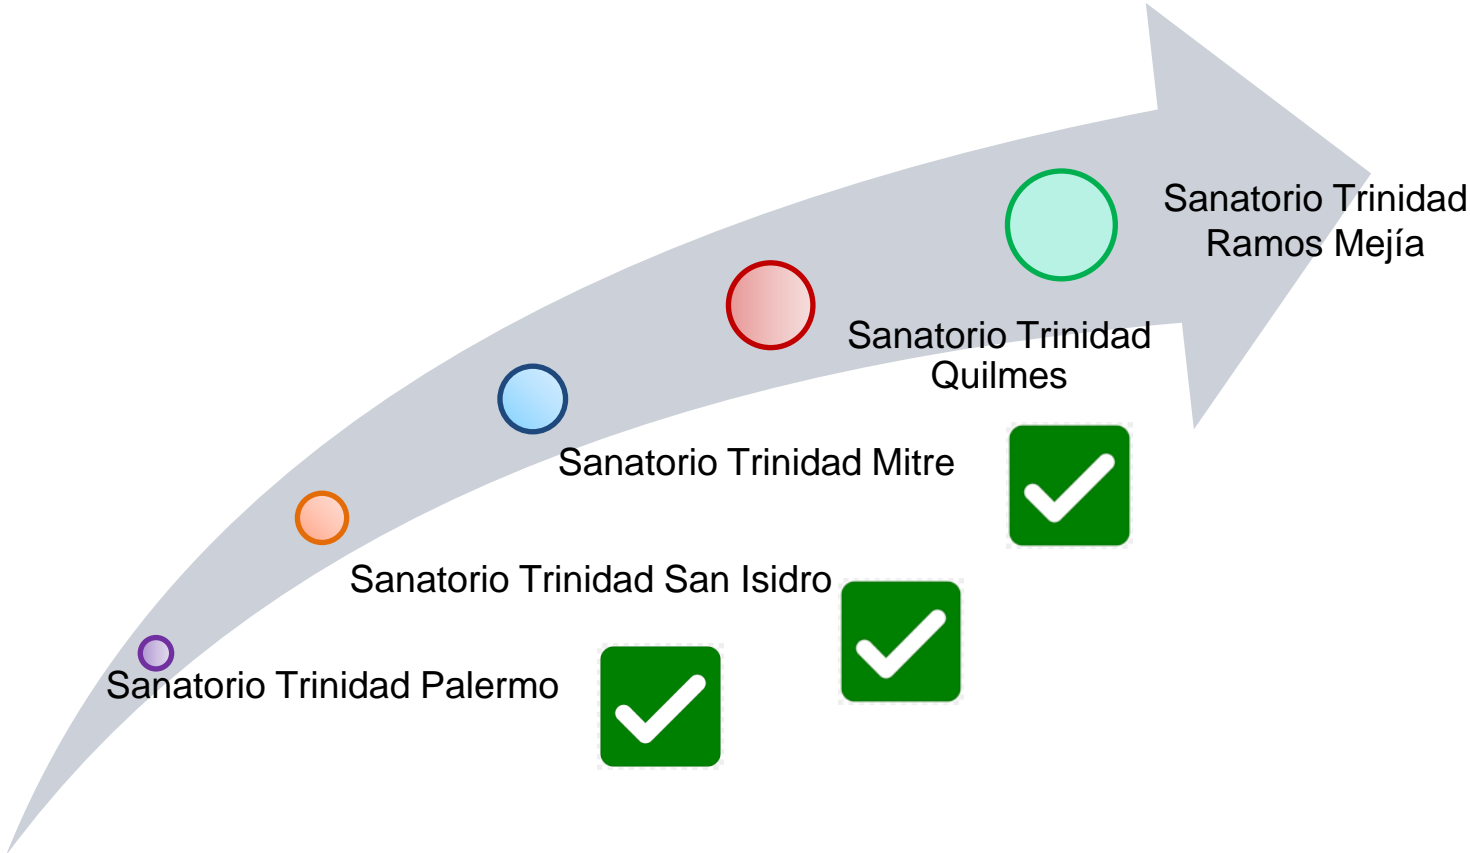 Sanatorio Trinidad
Ramos Mejía
Sanatorio Trinidad
Quilmes
Sanatorio Trinidad Mitre
Sanatorio Trinidad San Isidro
Sanatorio Trinidad Palermo